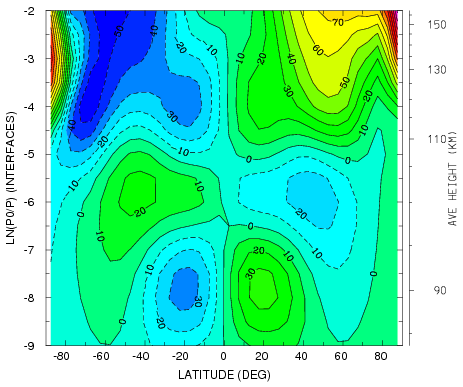 -2
-3
-4
-5
-6
-7
-8
-9
LN(P0/P) (INTERFACES)
-80 -60 -40 -20 0 20 40 60 80
LATITUDE (DEG)
150
130
110
90
AVE HEIGHT (KM)
50 40 20 10 10 20 40 60 70
30 30 50 20
40 20 10 10 0 0 10
10 20 10 20
0 10 0 10
10 20 30 10 0
30 20 0 0